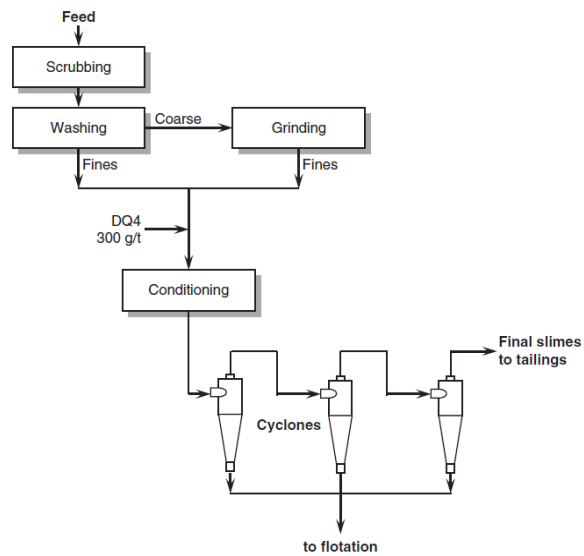 Feed
Scrubbing
Washing
Coarse
Grinding
Fines
Fines
DQ4
300 g/t
Conditioning
Final slimes
to tailings
Cyclones
to flotation